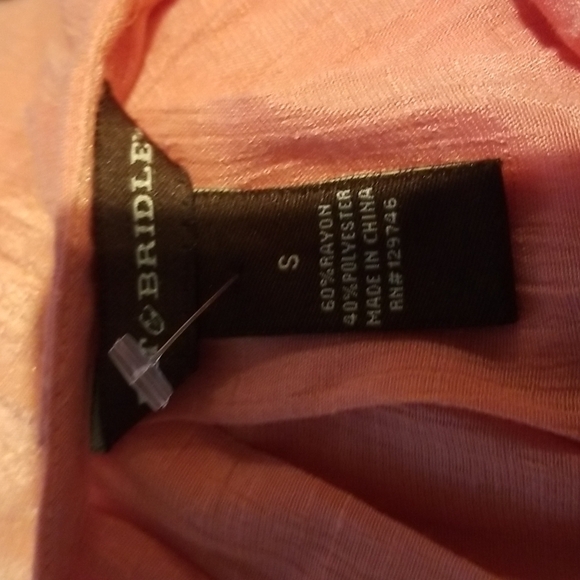 & BRIDLE
S
60% RAYON
40% POLYESTER
MADE IN CHINA
RN# 129746